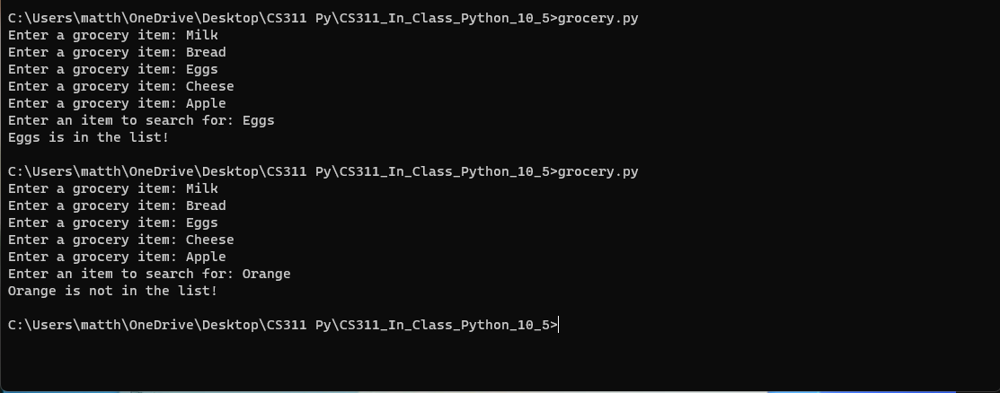 C:\Users\matth\OneDrive\Desktop\CS311 Py\CS311_In_Class_Python_10_5>grocery.py
Enter a grocery item: Milk
Enter a grocery item: Bread
Enter a grocery item: Eggs
Enter a grocery item: Cheese
Enter a grocery item: Apple
Enter an item to search for: Eggs
Eggs is in the list!
C:\Users\matth\OneDrive\Desktop\CS311 Py\CS311_In_Class_Python_10_5>grocery.py
Enter a grocery item: Milk
Enter a grocery item: Bread
Enter a grocery item: Eggs
Enter a grocery item: Cheese
Enter a grocery item: Apple
Enter an item to search for: Orange
Orange is not in the list!
C:\Users\matth\OneDrive\Desktop\CS311 Py\CS311_In_Class_Python_10_5>